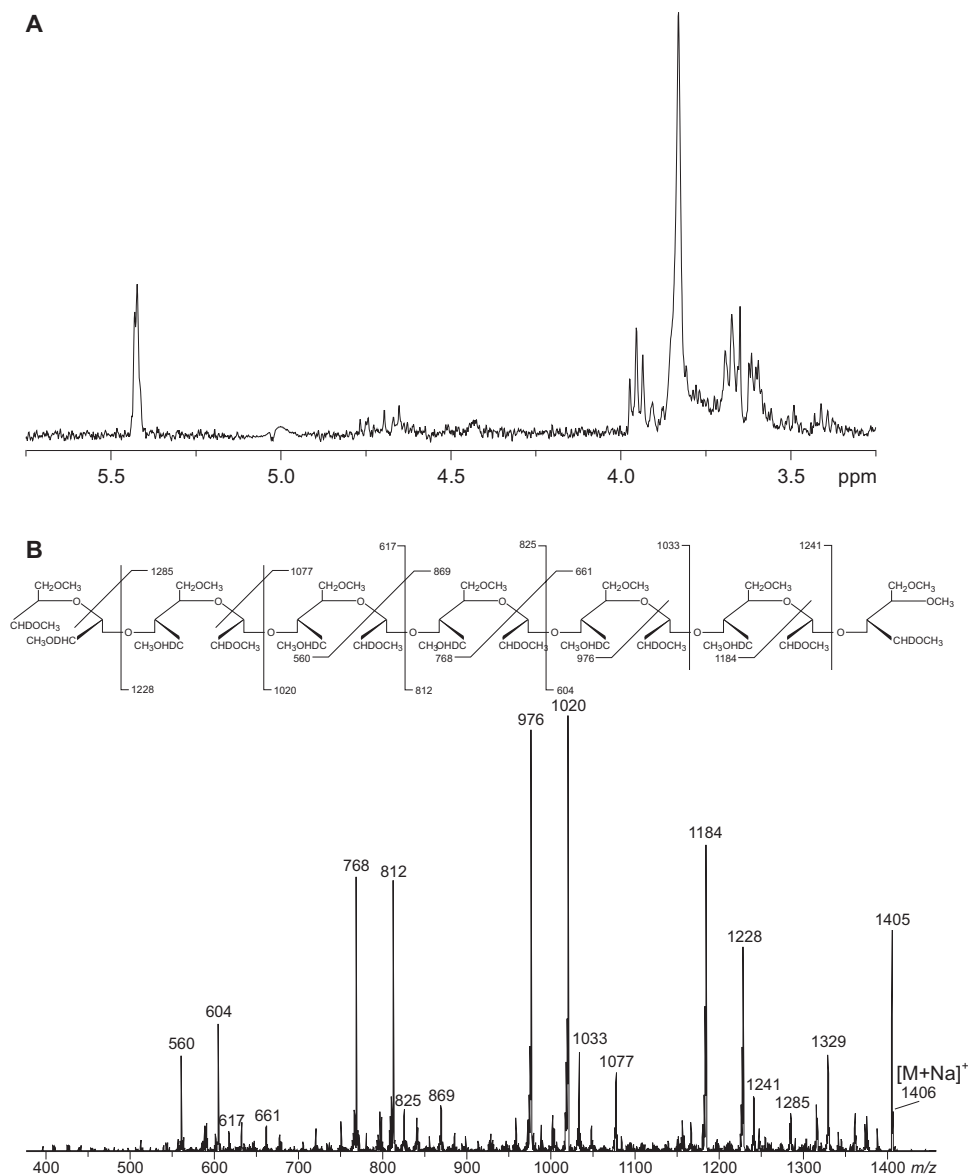 A
5.5 5.0 4.5 4.0 3.5 ppm
B
617 825 1033 1241
1285 1077 869 661
CH₂OCH₃ CH₂OCH₃ CH₂OCH₃ CH₂OCH₃ CH₂OCH₃ CH₂OCH₃ CH₂OCH₃
O O O O O O OCH₃
CHDOCH₃
O O O O O O
CH₃ODHC CHDOCH₃
CH₃OHDC CHDOCH₃ CH₃OHDC CHDOCH₃ CH₃OHDC CHDOCH₃ CH₃OHDC CHDOCH₃ CH₃OHDC CHDOCH₃
560 768 976 1184
1228 1020 812 604
976 1020
768 812 1184
1405
1228
604
560
1033
1077
1329
[M+Na]⁺
1406
617 661 825 869 1241 1285
400 500 600 700 800 900 1000 1100 1200 1300 1400 m/z